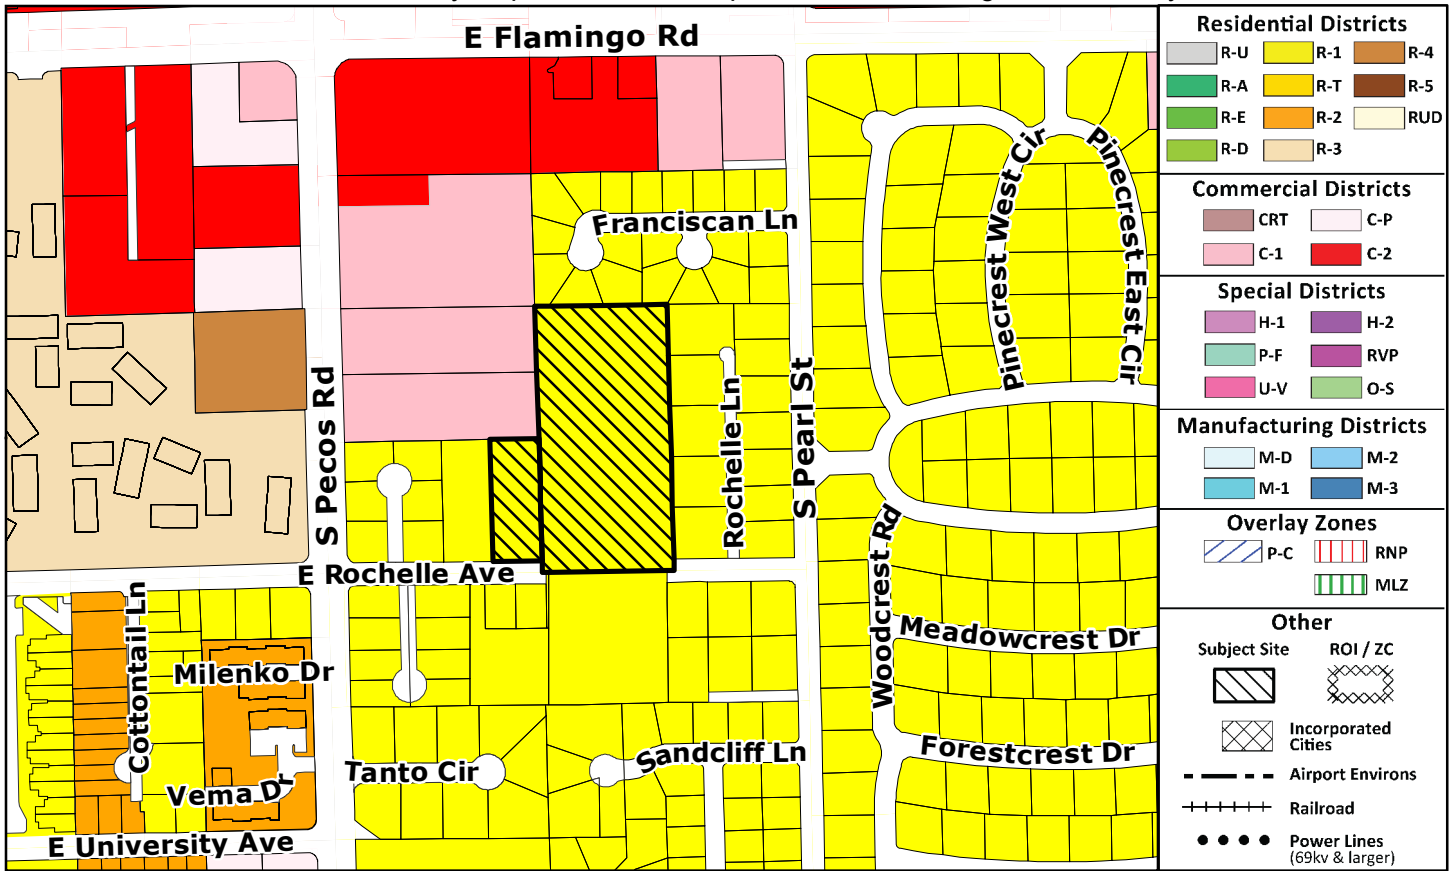 E Flamingo Rd
Franciscan Ln
Pinecrest West Cir
Pinecrest East Cir
S Pecos Rd
Rochelle Ln
S Pearl St
E Rochelle Ave
Woodcrest Rd
Cottontail Ln
Milenko Dr
Meadowcrest Dr
Tanto Cir
Sandcliff Ln
Forestcrest Dr
Vema Dr
E University Ave
Residential Districts
R-U R-1 R-4
R-A R-T R-5
R-E R-2 RUD
R-D R-3
Commercial Districts
CRT C-P
C-1 C-2
Special Districts
H-1 H-2
P-F RVP
U-V O-S
Manufacturing Districts
M-D M-2
M-1 M-3
Overlay Zones
P-C RNP
MLZ
Other
Subject Site ROI / ZC
Incorporated
Cities
Airport Environs
Railroad
Power Lines
(69kv & larger)